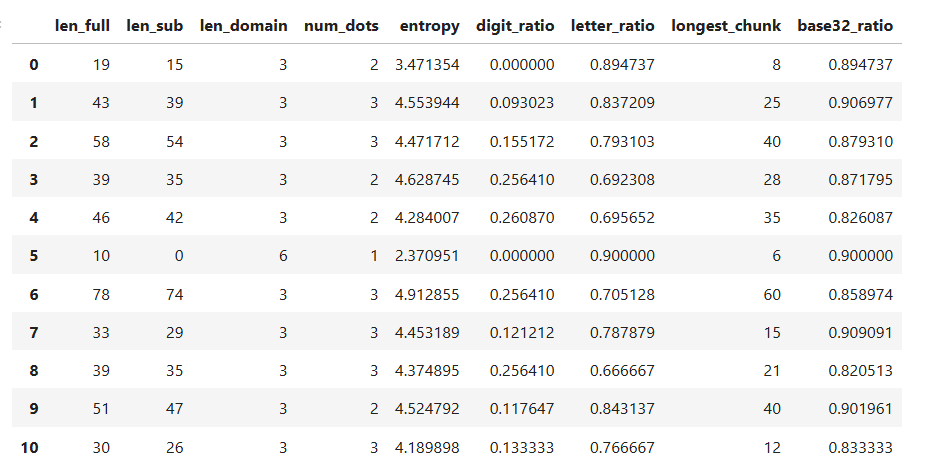 len_full len_sub len_domain num_dots entropy digit_ratio letter_ratio longest_chunk base32_ratio
0 19 15 3 2 3.471354 0.000000 0.894737 8 0.894737
1 43 39 3 3 4.553944 0.093023 0.837209 25 0.906977
2 58 54 3 3 4.471712 0.155172 0.793103 40 0.879310
3 39 35 3 2 4.628745 0.256410 0.692308 28 0.871795
4 46 42 3 2 4.284007 0.260870 0.695652 35 0.826087
5 10 0 6 1 2.370951 0.000000 0.900000 6 0.900000
6 78 74 3 3 4.912855 0.256410 0.705128 60 0.858974
7 33 29 3 3 4.453189 0.121212 0.787879 15 0.909091
8 39 35 3 3 4.374895 0.256410 0.666667 21 0.820513
9 51 47 3 2 4.524792 0.117647 0.843137 40 0.901961
10 30 26 3 3 4.189898 0.133333 0.766667 12 0.833333